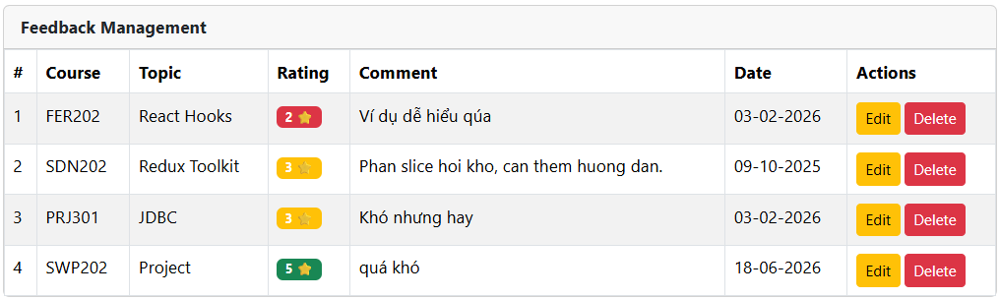 Feedback Management
# Course Topic Rating Comment Date Actions
1 FER202 React Hooks 2 ⭐ Ví dụ dễ hiểu qúa 03-02-2026 Edit Delete
2 SDN202 Redux Toolkit 3 ⭐ Phan slice hoi kho, can them huong dan. 09-10-2025 Edit Delete
3 PRJ301 JDBC 3 ⭐ Khó nhưng hay 03-02-2026 Edit Delete
4 SWP202 Project 5 ⭐ quá khó 18-06-2026 Edit Delete